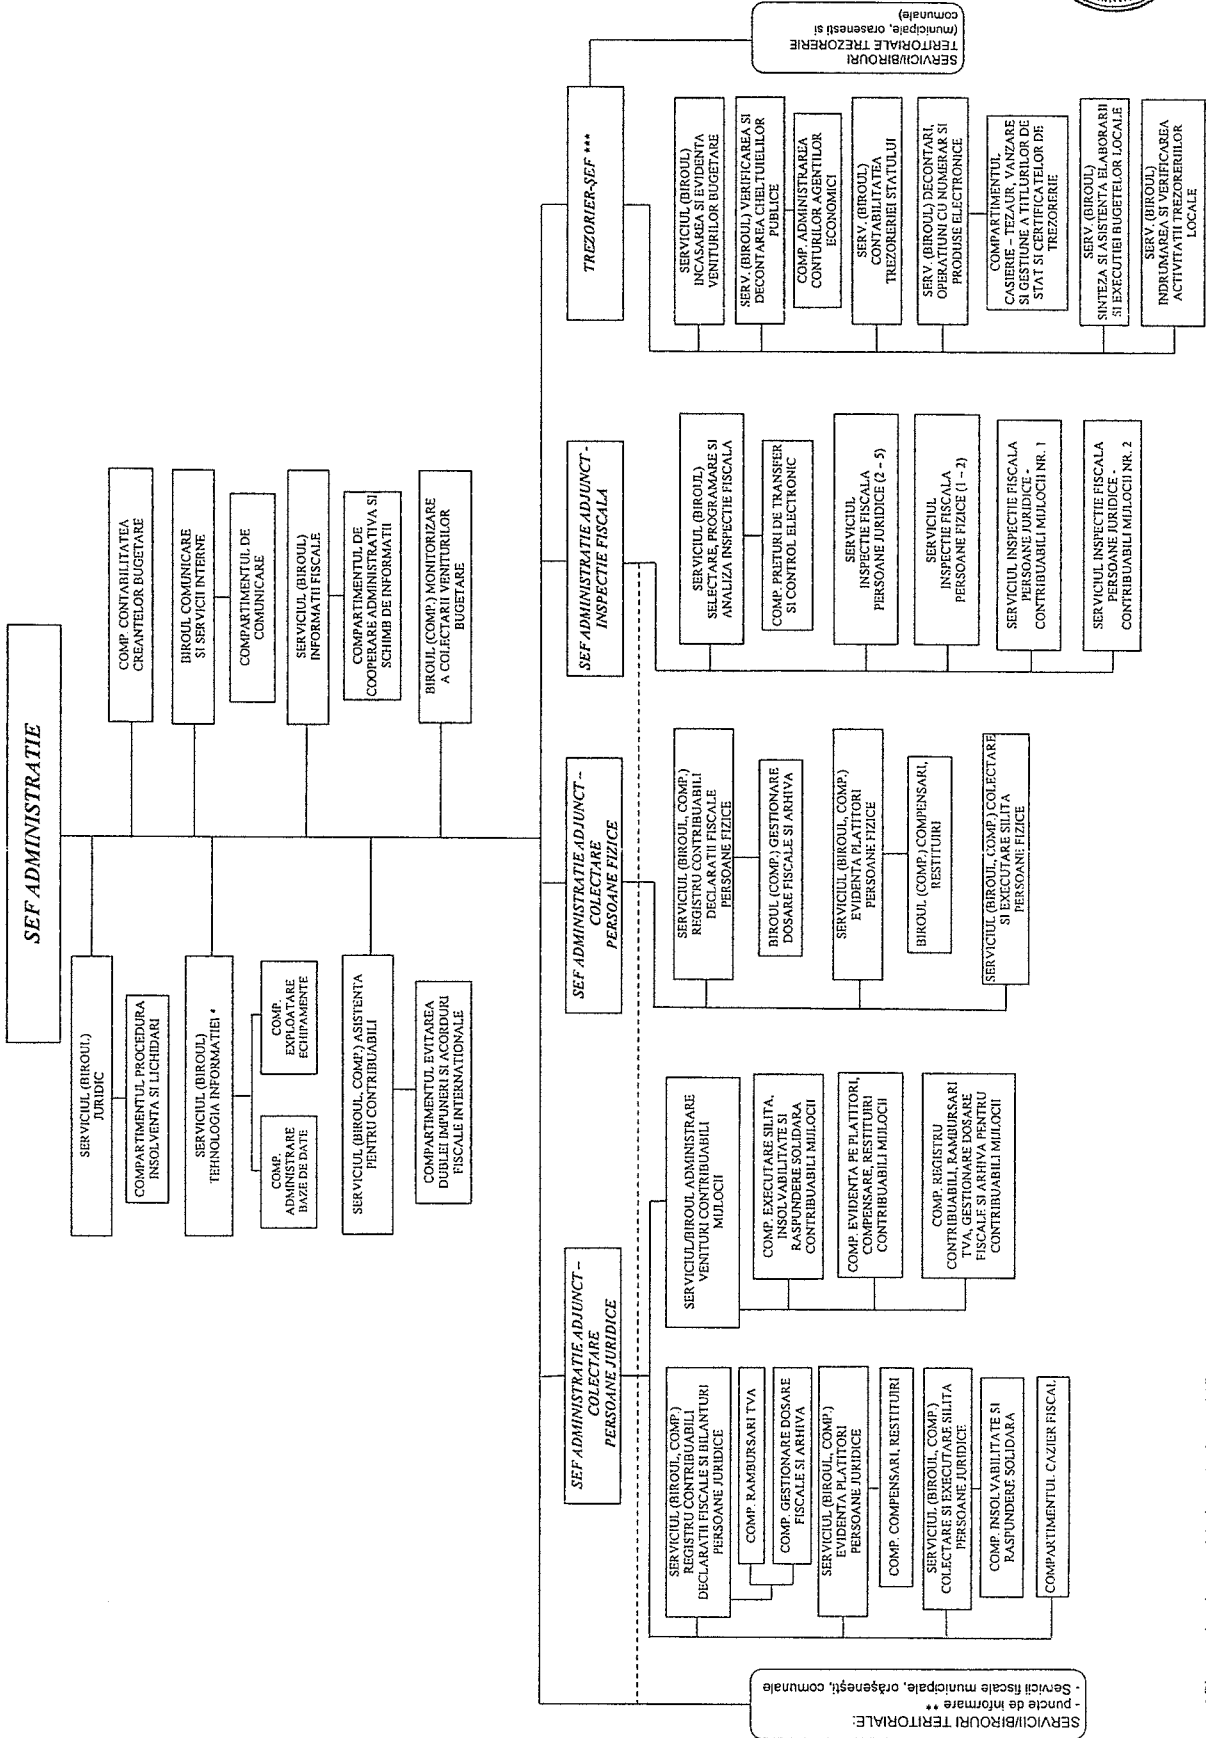 SEF ADMINISTRATIE
SERVICIUL (BIROUL)
JURIDIC
COMPARTIMENTUL PROCEDURA
INSOLVENTA SI LICHIDARI
SERVICIUL (BIROUL)
TEHNOLOGIA INFORMATIEI *
COMP.
ADMINISTRARE
BAZE DE DATE
COMP.
EXPLOATARE
ECHIPAMENTE
SERVICIUL (BIROUL, COMP.) ASISTENTA
PENTRU CONTRIBUABILI
COMPARTIMENTUL EVITAREA
DUBLEI IMPUNERI SI ACORDURI
FISCALE INTERNATIONALE
COMP. CONTABILITATEA
CREANTELOR BUGETARE
BIROUL COMUNICARE
SI SERVICII INTERNE
COMPARTIMENTUL DE
COMUNICARE
SERVICIUL (BIROUL)
INFORMATII FISCALE
COMPARTIMENTUL DE
COOPERARE ADMINISTRATIVA SI
SCHIMB DE INFORMATII
BIROUL (COMP.) MONITORIZARE
A COLECTARII VENITURILOR
BUGETARE
SERVICII/BIROURI TERITORIALE:
- puncte de informare **
- Servicii fiscale municipale, orăşeneşti, comunale
SEF ADMINISTRATIE ADJUNCT –
COLECTARE
PERSOANE JURIDICE
SERVICIUL (BIROUL, COMP.)
REGISTRU CONTRIBUABILI
DECLARATII FISCALE SI BILANTURI
PERSOANE JURIDICE
COMP. RAMBURSARI TVA
COMP. GESTIONARE DOSARE
FISCALE SI ARHIVA
SERVICIUL (BIROUL, COMP.)
EVIDENTA PLATITORI
PERSOANE JURIDICE
COMP. COMPENSARI, RESTITUIRI
SERVICIUL (BIROUL, COMP.)
COLECTARE SI EXECUTARE SILITA
PERSOANE JURIDICE
COMP. INSOLVABILITATE SI
RASPUNDERE SOLIDARA
COMPARTIMENTUL CAZIER FISCAL
SERVICIUL/BIROUL ADMINISTRARE
VENITURI CONTRIBUABILI
MIJLOCII
COMP. EXECUTARE SILITA,
INSOLVABILITATE SI
RASPUNDERE SOLIDARA
CONTRIBUABILI MIJLOCII
COMP. EVIDENTA PE PLATITORI,
COMPENSARE, RESTITUIRI
CONTRIBUABILI MIJLOCII
COMP. REGISTRU
CONTRIBUABILI, RAMBURSARI
TVA, GESTIONARE DOSARE
FISCALE SI ARHIVA PENTRU
CONTRIBUABILI MIJLOCII
SEF ADMINISTRATIE ADJUNCT –
COLECTARE
PERSOANE FIZICE
SERVICIUL (BIROUL, COMP.)
REGISTRU CONTRIBUABILI
DECLARATII FISCALE
PERSOANE FIZICE
BIROUL (COMP.) GESTIONARE
DOSARE FISCALE SI ARHIVA
SERVICIUL (BIROUL, COMP.)
EVIDENTA PLATITORI
PERSOANE FIZICE
BIROUL (COMP.) COMPENSARI,
RESTITUIRI
SERVICIUL (BIROUL, COMP.) COLECTARE
SI EXECUTARE SILITA
PERSOANE FIZICE
SEF ADMINISTRATIE ADJUNCT -
INSPECTIE FISCALA
SERVICIUL (BIROUL)
SELECTARE, PROGRAMARE SI
ANALIZA INSPECTIE FISCALA
COMP. PRETURI DE TRANSFER
SI CONTROL ELECTRONIC
SERVICIUL
INSPECTIE FISCALA
PERSOANE JURIDICE (2 – 5)
SERVICIUL
INSPECTIE FISCALA
PERSOANE FIZICE (1 – 2)
SERVICIUL INSPECTIE FISCALA
PERSOANE JURIDICE -
CONTRIBUABILI MIJLOCII NR. 1
SERVICIUL INSPECTIE FISCALA
PERSOANE JURIDICE -
CONTRIBUABILI MIJLOCII NR. 2
TREZORIER-SEF ***
SERVICIUL (BIROUL)
INCASAREA SI EVIDENTA
VENITURILOR BUGETARE
SERV. (BIROUL) VERIFICAREA SI
DECONTAREA CHELTUIELILOR
PUBLICE
COMP. ADMINISTRAREA
CONTURILOR AGENTILOR
ECONOMICI
SERV. (BIROUL)
CONTABILITATEA
TREZORERIEI STATULUI
SERV. (BIROUL) DECONTARI,
OPERATIUNI CU NUMERAR SI
PRODUSE ELECTRONICE
COMPARTIMENTUL
CASIERIE – TEZAUR, VANZARE
SI GESTIUNE A TITLURILOR DE
STAT SI CERTIFICATELOR DE
TREZORERIE
SERV. (BIROUL)
SINTEZA SI ASISTENTA ELABORARII
SI EXECUTIEI BUGETELOR LOCALE
SERV. (BIROUL)
INDRUMAREA SI VERIFICAREA
ACTIVITATII TREZORERIILOR
LOCALE
SERVICII/BIROURI
TERITORIALE TREZORERIE
(municipale, orasenesti si
comunale)